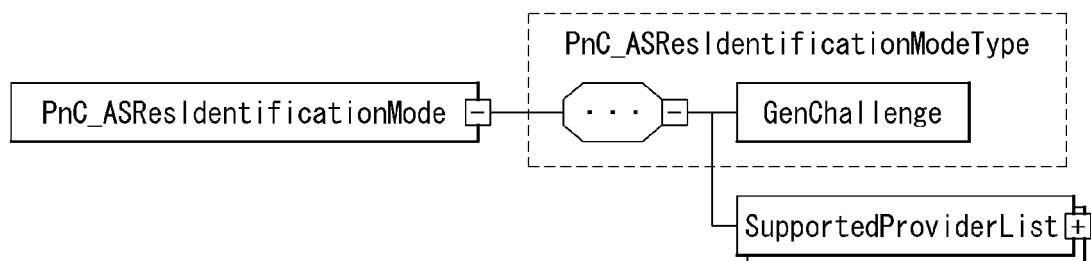 PnC_ASResIdentificationModeType
PnC_ASResIdentificationMode
GenChallenge
SupportedProviderList